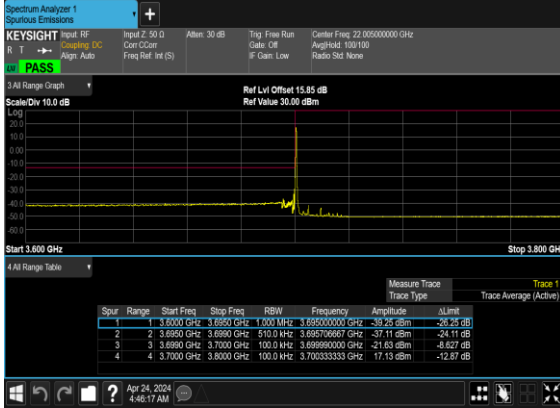 Spectrum Analyzer 1
Spurious Emissions
+
KEYSIGHT Input: RF Input Z: 50 Ω Atten: 30 dB Trig: Free Run Center Freq: 22.005000000 GHz
R T Coupling: DC Corr CCorr Gate: Off Avg|Hold: 100/100
Align: Auto Freq Ref: Int (S) IF Gain: Low Radio Std: None
PASS
3 All Range Graph
Ref Lvl Offset 15.85 dB
Scale/Div 10.0 dB Ref Value 30.00 dBm
Log
20.0
10.0
0.00
-10.0
-20.0
-30.0
-40.0
-50.0
-60.0
Start 3.600 GHz Stop 3.800 GH
4 All Range Table
Measure Trace Trace 1
Trace Type Trace Average (Active)
Spur Range Start Freq Stop Freq RBW Frequency Amplitude ΔLimit
1 1 3.6000 GHz 3.6950 GHz 1.000 MHz 3.695000000 GHz -39.25 dBm -26.25 dB
2 2 3.6950 GHz 3.6990 GHz 510.0 kHz 3.695706667 GHz -37.11 dBm -24.11 dB
3 3 3.6990 GHz 3.7000 GHz 100.0 kHz 3.699990000 GHz -21.63 dBm -8.627 dB
4 4 3.7000 GHz 3.8000 GHz 100.0 kHz 3.700333333 GHz 17.13 dBm -12.87 dB
? Apr 24, 2024
4:46:17 AM